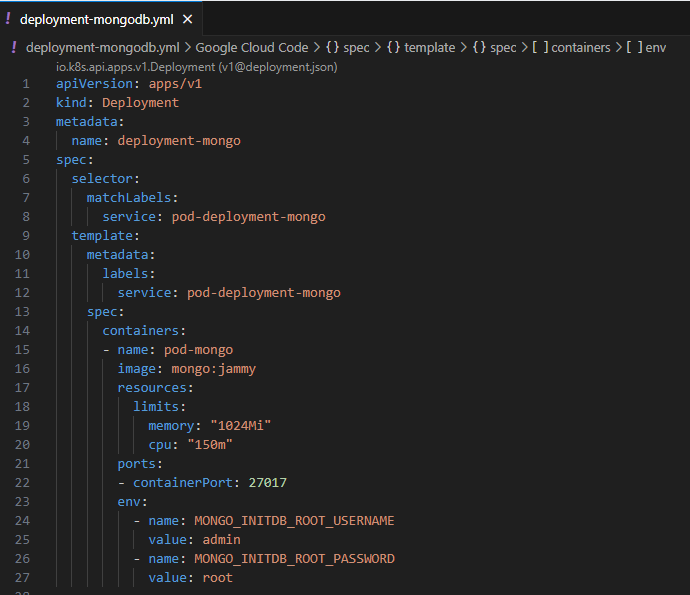 ! deployment-mongodb.yml ×
! deployment-mongodb.yml > Google Cloud Code > {} spec > {} template > {} spec > [ ] containers > [ ] env
io.k8s.api.apps.v1.Deployment (v1@deployment.json)
1 apiVersion: apps/v1
2 kind: Deployment
3 metadata:
4   name: deployment-mongo
5 spec:
6   selector:
7     matchLabels:
8       service: pod-deployment-mongo
9   template:
10     metadata:
11       labels:
12         service: pod-deployment-mongo
13     spec:
14       containers:
15       - name: pod-mongo
16         image: mongo:jammy
17         resources:
18           limits:
19             memory: "1024Mi"
20             cpu: "150m"
21         ports:
22         - containerPort: 27017
23         env:
24           - name: MONGO_INITDB_ROOT_USERNAME
25             value: admin
26           - name: MONGO_INITDB_ROOT_PASSWORD
27             value: root
28